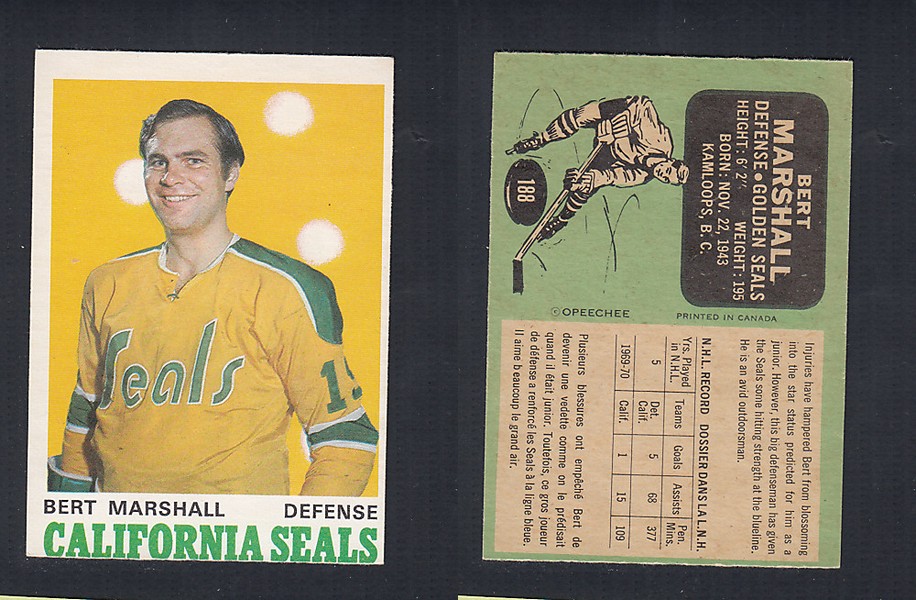 Seals
19
BERT MARSHALL DEFENSE
CALIFORNIA SEALS
188
BERT
MARSHALL
DEFENSE • GOLDEN SEALS
HEIGHT: 6' 2" WEIGHT: 195
BORN: NOV. 22, 1943
KAMLOOPS, B. C.
© OPEECHEE PRINTED IN CANADA
Injuries have hampered Bert from blossoming
into the star status predicted for him as a
junior. However, this big defenseman has given
the Seals some hitting strength at the blueline.
He is an avid outdoorsman.
N.H.L. RECORD DOSSIER DANS LA L.N.H.
Yrs. Played in N.H.L. Teams Goals Assists Pen. Mins.
5 Det. Calif. 5 68 377
1969-70 Calif. 1 15 109
Plusieurs blessures ont empêché Bert de
devenir une vedette comme on le prédisait
quand il était junior. Toutefois, ce gros joueur
de défense a renforcé les Seals à la ligne bleue.
Il aime beaucoup le grand air.